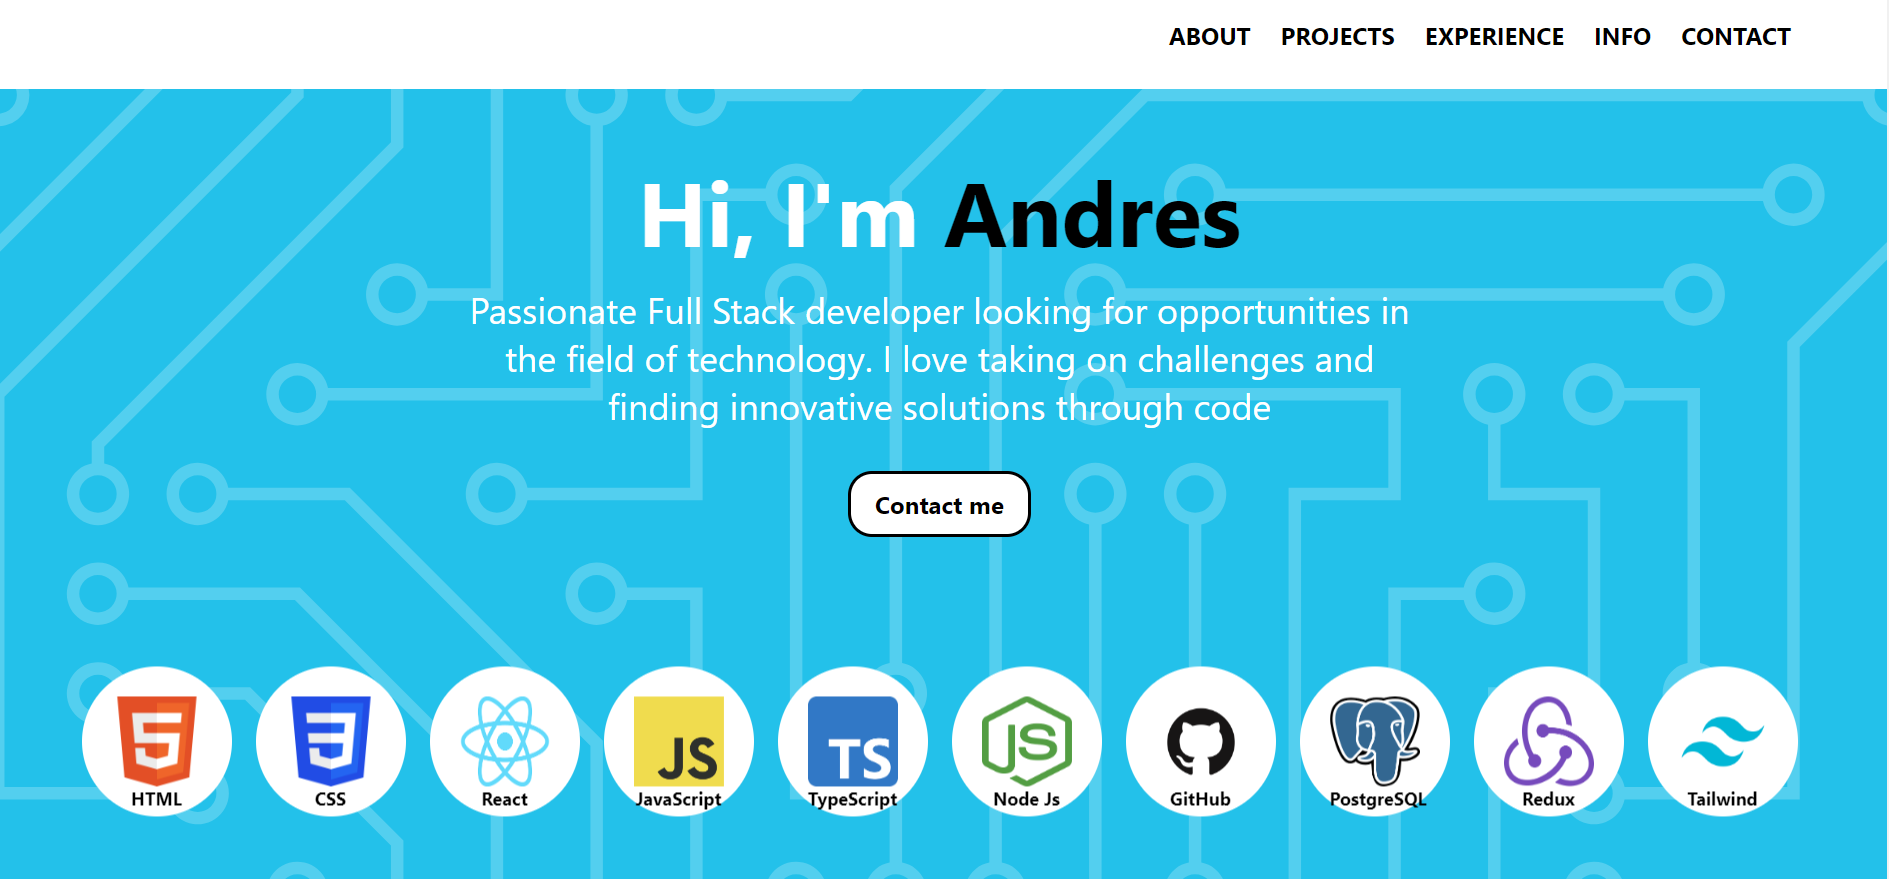 ABOUT PROJECTS EXPERIENCE INFO CONTACT
Hi, I'm Andres
Passionate Full Stack developer looking for opportunities in
the field of technology. I love taking on challenges and
finding innovative solutions through code
Contact me
5 3 JS TS JS
HTML CSS React JavaScript TypeScript Node Js GitHub PostgreSQL Redux Tailwind